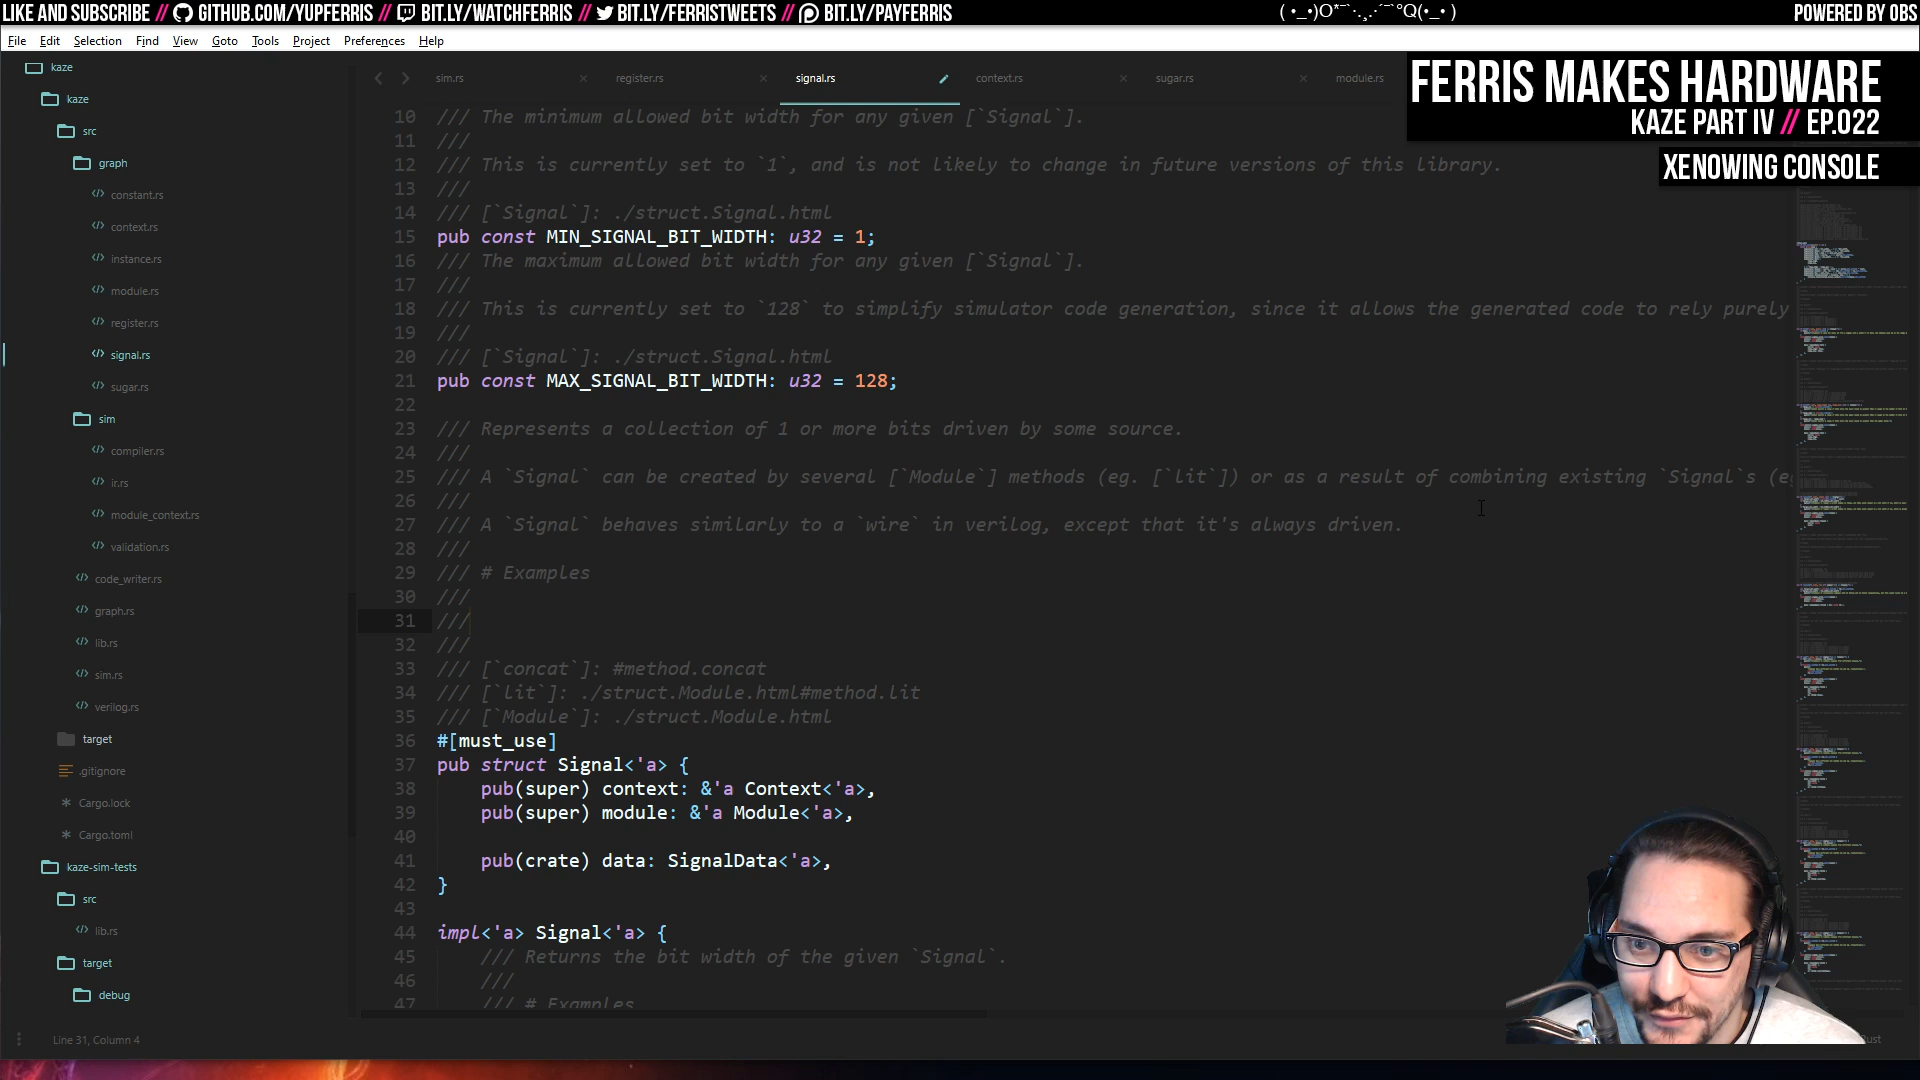 LIKE AND SUBSCRIBE // GITHUB.COM/YUPFERRIS // BIT.LY/WATCHFERRIS // BIT.LY/FERRISTWEETS // BIT.LY/PAYFERRIS
POWERED BY OBS
File Edit Selection Find View Goto Tools Project Preferences Help
FERRIS MAKES HARDWARE
KAZE PART IV // EP.022
XENOWING CONSOLE
kaze
kaze
src
graph
constant.rs
context.rs
instance.rs
module.rs
register.rs
signal.rs
sugar.rs
sim
compiler.rs
ir.rs
module_context.rs
validation.rs
code_writer.rs
graph.rs
lib.rs
sim.rs
verilog.rs
target
.gitignore
Cargo.lock
Cargo.toml
kaze-sim-tests
src
lib.rs
target
debug
sim.rs register.rs signal.rs context.rs sugar.rs module.rs
10 /// The minimum allowed bit width for any given [`Signal`].
11 ///
12 /// This is currently set to `1`, and is not likely to change in future versions of this library.
13 ///
14 /// [`Signal`]: ./struct.Signal.html
15 pub const MIN_SIGNAL_BIT_WIDTH: u32 = 1;
16 /// The maximum allowed bit width for any given [`Signal`].
17 ///
18 /// This is currently set to `128` to simplify simulator code generation, since it allows the generated code to rely purely
19 ///
20 /// [`Signal`]: ./struct.Signal.html
21 pub const MAX_SIGNAL_BIT_WIDTH: u32 = 128;
22
23 /// Represents a collection of 1 or more bits driven by some source.
24 ///
25 /// A `Signal` can be created by several [`Module`] methods (eg. [`lit`]) or as a result of combining existing `Signal`s (e
26 ///
27 /// A `Signal` behaves similarly to a `wire` in verilog, except that it's always driven.
28 ///
29 /// # Examples
30 ///
31 ///
32 ///
33 /// [`concat`]: #method.concat
34 /// [`lit`]: ./struct.Module.html#method.lit
35 /// [`Module`]: ./struct.Module.html
36 #[must_use]
37 pub struct Signal<'a> {
38 pub(super) context: &'a Context<'a>,
39 pub(super) module: &'a Module<'a>,
40
41 pub(crate) data: SignalData<'a>,
42 }
43
44 impl<'a> Signal<'a> {
45 /// Returns the bit width of the given `Signal`.
46 ///
47 /// # Examples
Line 31, Column 4